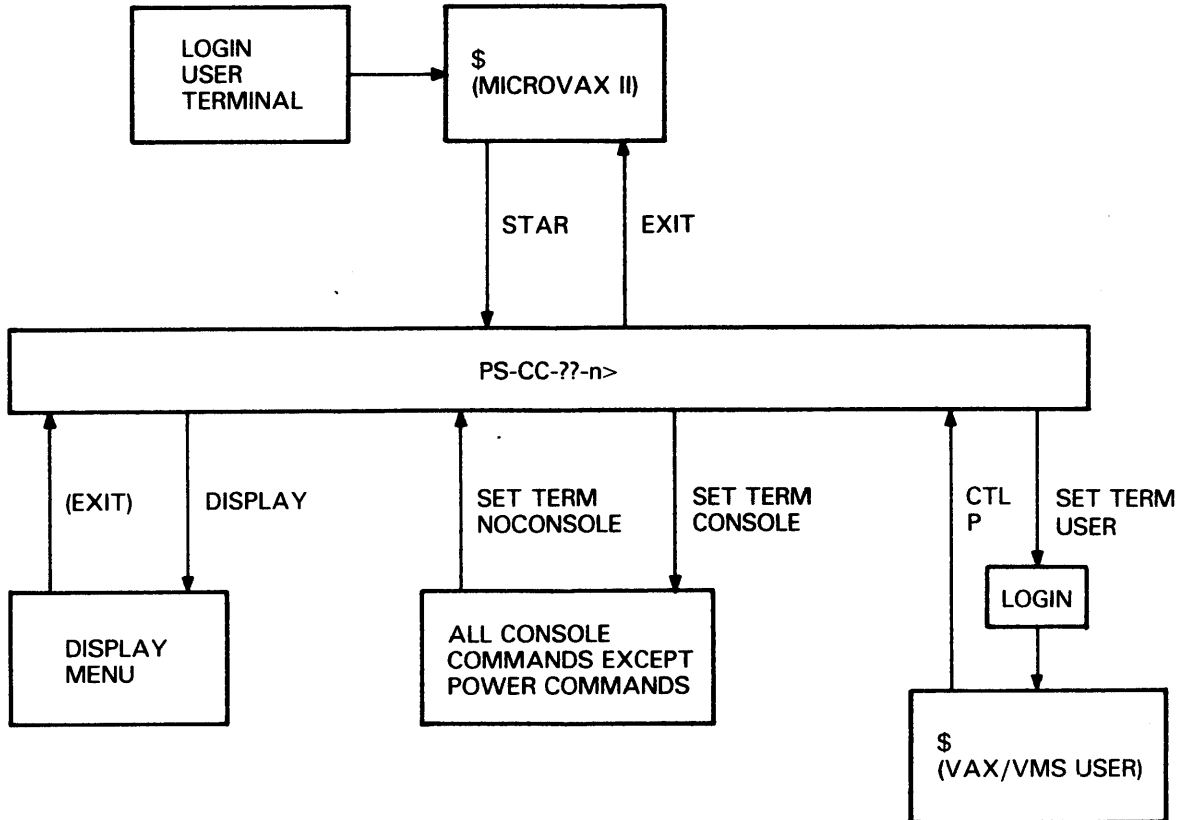 LOGIN
USER
TERMINAL
$
(MICROVAX II)
STAR
EXIT
PS-CC-??-n>
(EXIT)
DISPLAY
SET TERM
NOCONSOLE
SET TERM
CONSOLE
CTL
P
SET TERM
USER
LOGIN
DISPLAY
MENU
ALL CONSOLE
COMMANDS EXCEPT
POWER COMMANDS
$
(VAX/VMS USER)